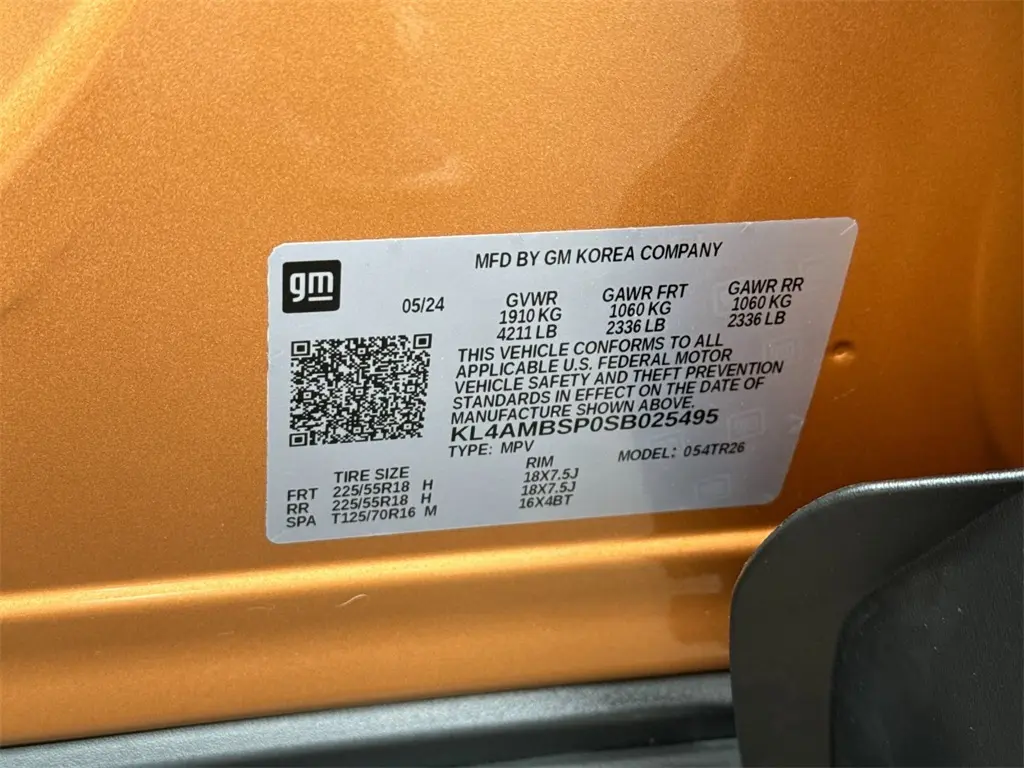 MFD BY GM KOREA COMPANY
gm
05/24
GVWR GAWR FRT GAWR RR
1910 KG 1060 KG 1060 KG
4211 LB 2336 LB 2336 LB
THIS VEHICLE CONFORMS TO ALL
APPLICABLE U.S. FEDERAL MOTOR
VEHICLE SAFETY AND THEFT PREVENTION
STANDARDS IN EFFECT ON THE DATE OF
MANUFACTURE SHOWN ABOVE.
KL4AMBSP0SB025495
TYPE: MPV MODEL: 054TR26
TIRE SIZE RIM
FRT 225/55R18 H 18X7.5J
RR 225/55R18 H 18X7.5J
SPA T125/70R16 M 16X4BT